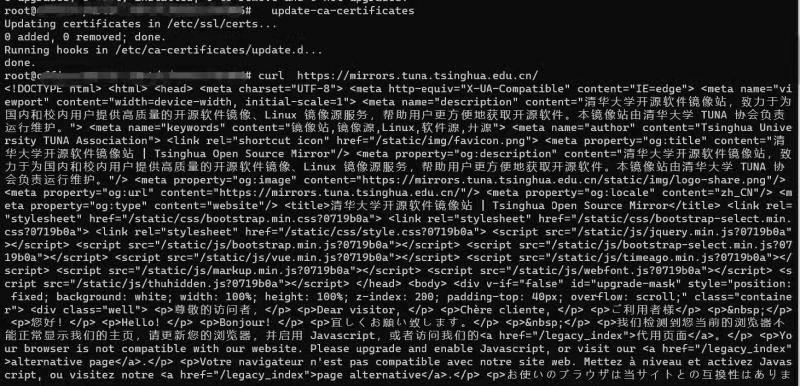 root@ # update-ca-certificates
Updating certificates in /etc/ssl/certs...
0 added, 0 removed; done.
Running hooks in /etc/ca-certificates/update.d...
done.
root@ # curl https://mirrors.tuna.tsinghua.edu.cn/
<!DOCTYPE html> <html> <head> <meta charset="UTF-8"> <meta http-equiv="X-UA-Compatible" content="IE=edge"> <meta name="vi
ewport" content="width=device-width, initial-scale=1"> <meta name="description" content="清华大学开源软件镜像站，致力于为
国内和校内用户提供高质量的开源软件镜像、Linux 镜像源服务，帮助用户更方便地获取开源软件。本镜像站由清华大学 TUNA 协会负责
运行维护。"> <meta name="keywords" content="镜像站,镜像源,Linux,软件源,开源"> <meta name="author" content="Tsinghua Univer
sity TUNA Association"> <link rel="shortcut icon" href="/static/img/favicon.png"> <meta property="og:title" content="清
华大学开源软件镜像站 | Tsinghua Open Source Mirror"/> <meta property="og:description" content="清华大学开源软件镜像站，致
力于为国内和校内用户提供高质量的开源软件镜像、Linux 镜像源服务，帮助用户更方便地获取开源软件。本镜像站由清华大学 TUNA 协
会负责运行维护。"/> <meta property="og:image" content="https://mirrors.tuna.tsinghua.edu.cn/static/img/logo-share.png"/>
<meta property="og:url" content="https://mirrors.tuna.tsinghua.edu.cn/"/> <meta property="og:locale" content="zh_CN"/> <m
eta property="og:type" content="website"/> <title>清华大学开源软件镜像站 | Tsinghua Open Source Mirror</title> <link rel=
"stylesheet" href="/static/css/bootstrap.min.css?0719b0a"> <link rel="stylesheet" href="/static/css/bootstrap-select.min.
css?0719b0a"> <link rel="stylesheet" href="/static/css/style.css?0719b0a"> <script src="/static/js/jquery.min.js?0719b0a"
></script> <script src="/static/js/bootstrap.min.js?0719b0a"></script> <script src="/static/js/bootstrap-select.min.js?07
19b0a"></script> <script src="/static/js/vue.min.js?0719b0a"></script> <script src="/static/js/timeago.min.js?0719b0a"></
script> <script src="/static/js/markup.min.js?0719b0a"></script> <script src="/static/js/webfont.js?0719b0a"></script> <s
cript src="/static/js/thuhidden.js?0719b0a"></script> </head> <body> <div v-if="false" id="upgrade-mask" style="position:
fixed; background: white; width: 100%; height: 100%; z-index: 200; padding-top: 40px; overflow: scroll;" class="containe
r"> <div class="well"> <p>尊敬的访问者, </p> <p>Dear visitor, </p> <p>Chère cliente, </p> <p>ご利用者様</p> <p>&nbsp;</p>
<p>您好! </p> <p>Hello! </p> <p>Bonjour! </p> <p>宜しくお願い致します。</p> <p>&nbsp;</p> <p>我们检测到您当前的浏览器不
能正常显示我们的主页，请更新您的浏览器，并启用 Javascript, 或者访问我们的<a href="/legacy_index">代用页面</a>。</p> <p>Yo
ur browser is not compatible with our website. Please upgrade and enable Javascript, or visit our <a href="/legacy_index"
>alternative page</a>.</p> <p>Votre navigateur n'est pas compatible avec notre site web. Mettez à niveau et activez Javas
cript, ou visitez notre <a href="/legacy_index">page alternative</a>.</p> <p>お使いのブラウザは当サイトとの互換性はありま